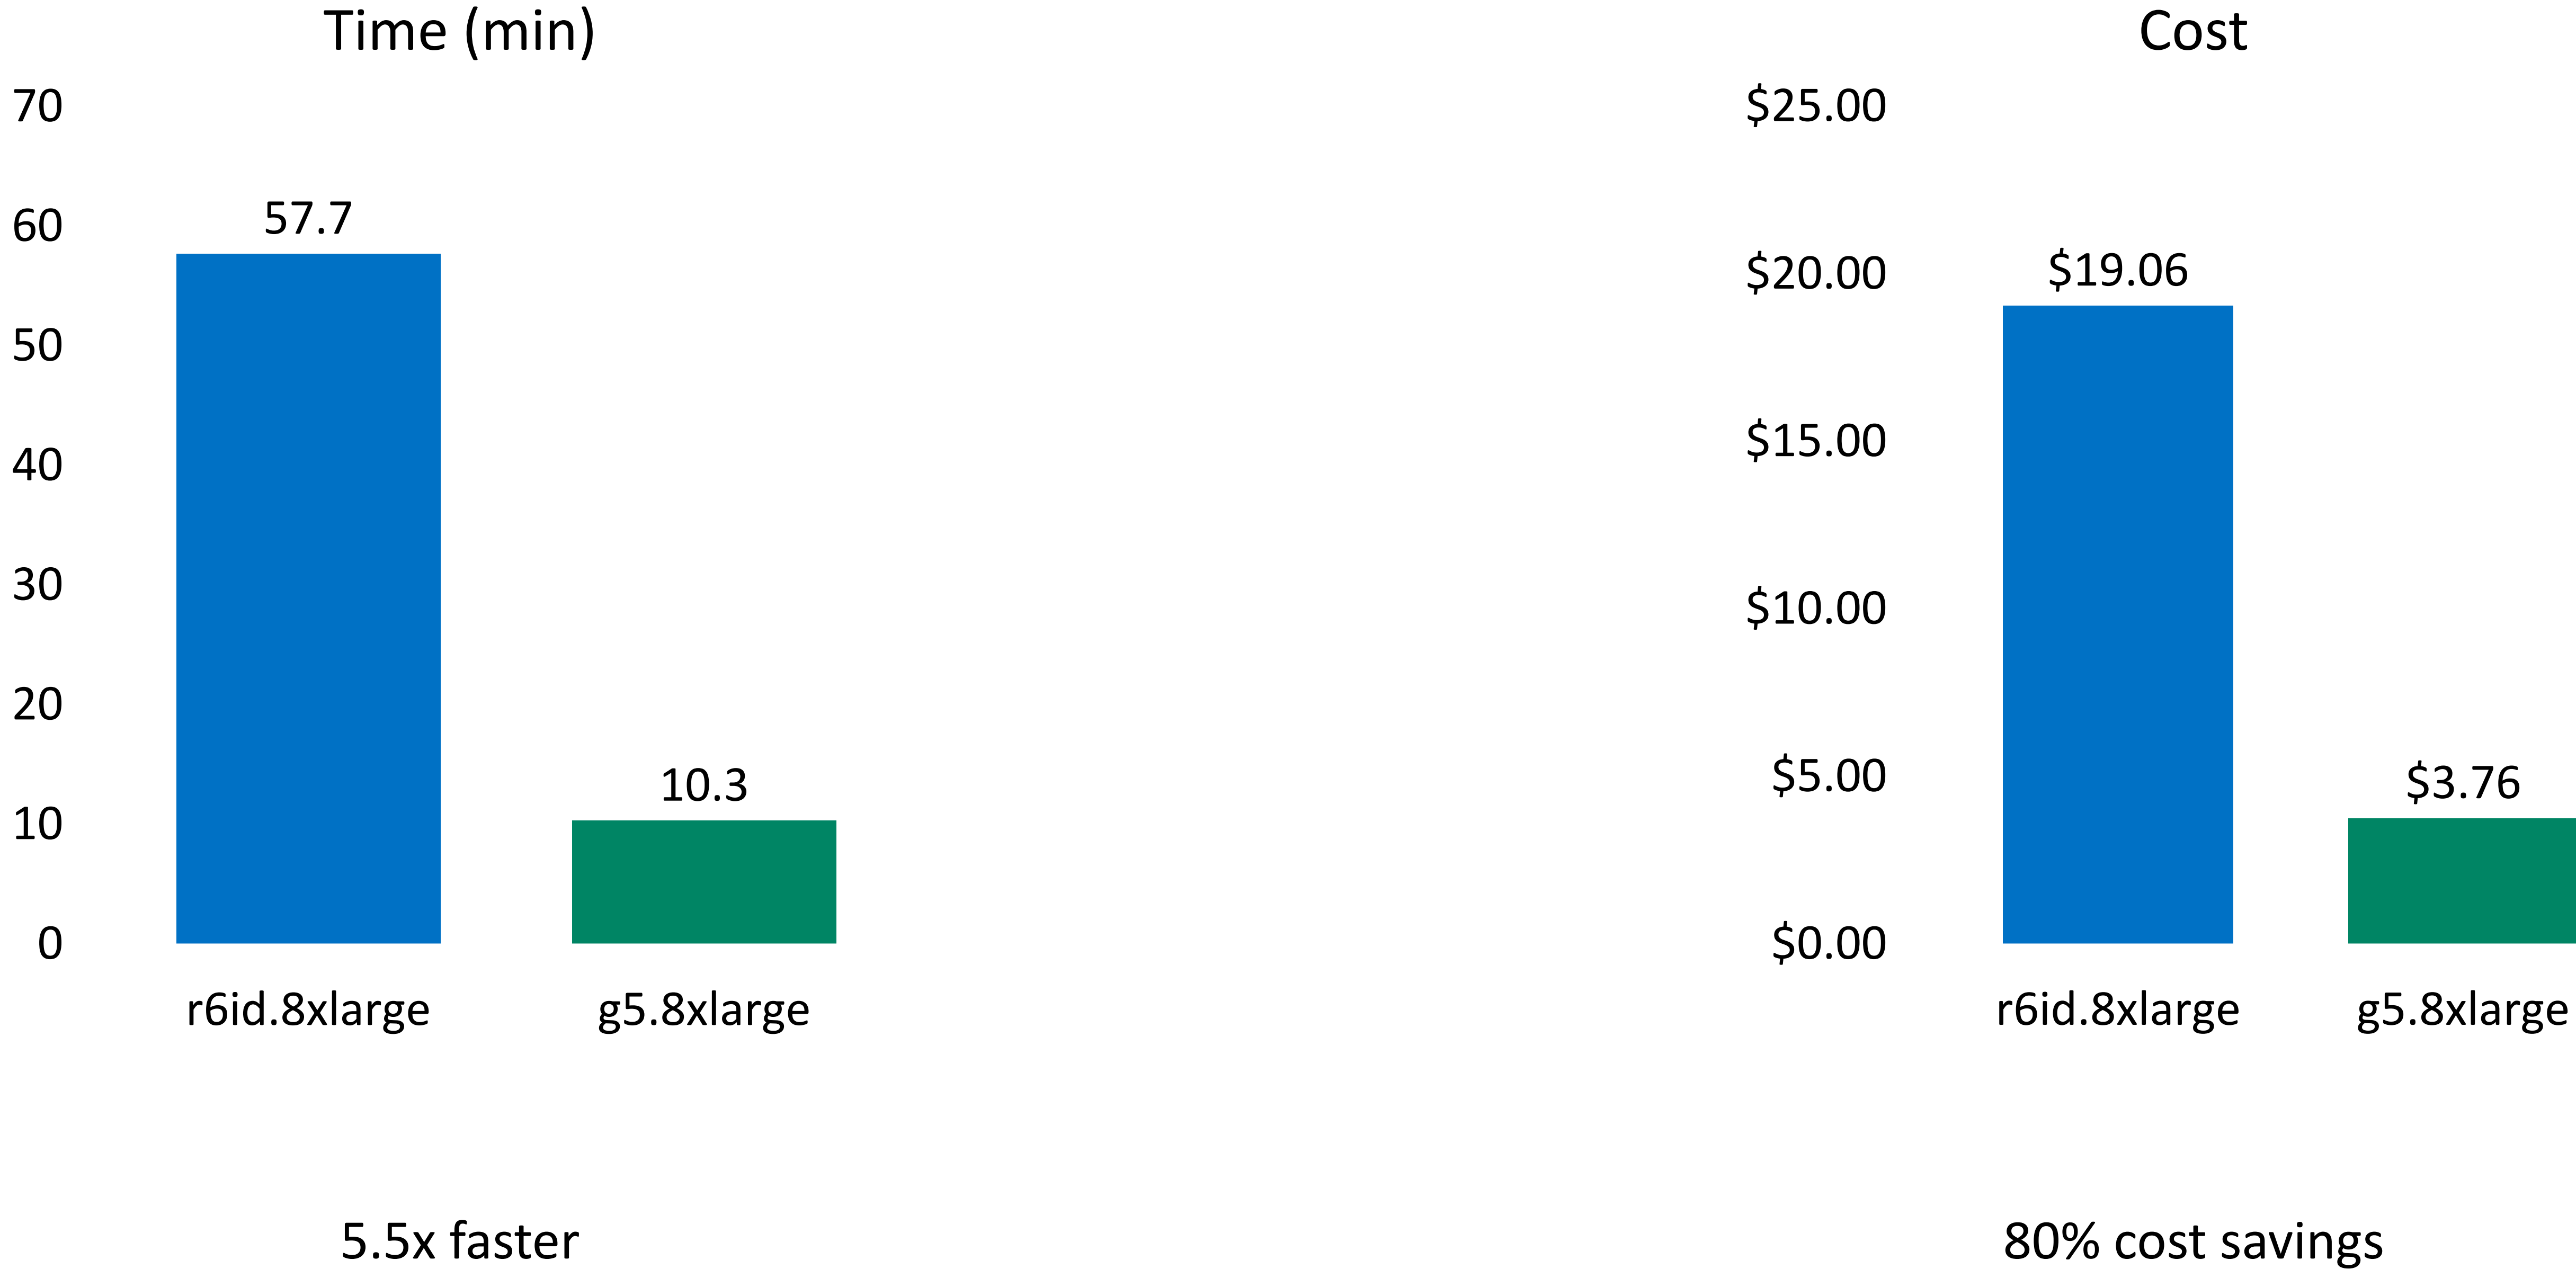 Time (min)
70
60
50
40
30
20
10
0
57.7
10.3
r6id.8xlarge
g5.8xlarge
5.5x faster
Cost
$25.00
$20.00
$15.00
$10.00
$5.00
$0.00
$19.06
$3.76
r6id.8xlarge
g5.8xlarge
80% cost savings